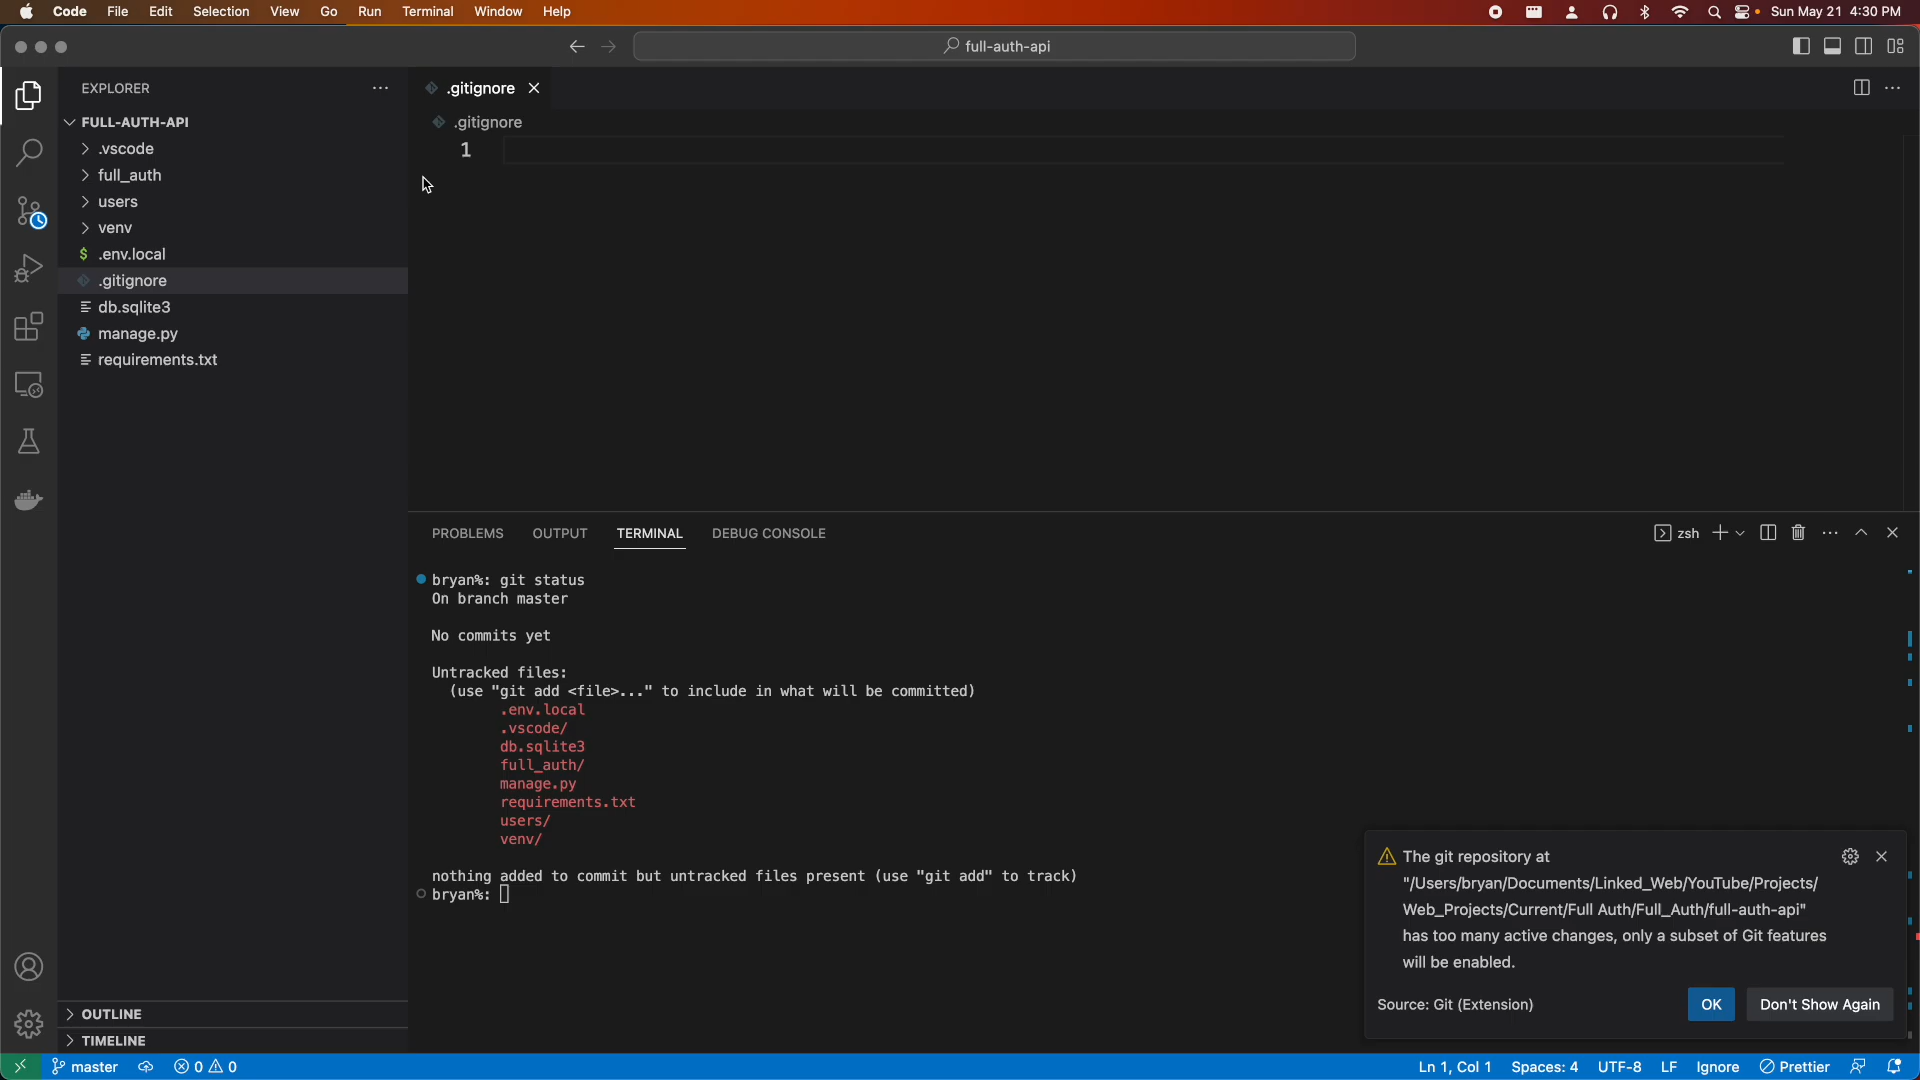 Code File Edit Selection View Go Run Terminal Window Help Sun May 21 4:30 PM
full-auth-api
EXPLORER
FULL-AUTH-API
.vscode
full_auth
users
venv
$ .env.local
.gitignore
db.sqlite3
manage.py
requirements.txt
OUTLINE
TIMELINE
.gitignore
.gitignore
1
PROBLEMS OUTPUT TERMINAL DEBUG CONSOLE zsh
bryan%: git status
On branch master
No commits yet
Untracked files:
(use "git add <file>..." to include in what will be committed)
.env.local
.vscode/
db.sqlite3
full_auth/
manage.py
requirements.txt
users/
venv/
nothing added to commit but untracked files present (use "git add" to track)
bryan%:
The git repository at
"/Users/bryan/Documents/Linked_Web/YouTube/Projects/
Web_Projects/Current/Full Auth/Full_Auth/full-auth-api"
has too many active changes, only a subset of Git features
will be enabled.
Source: Git (Extension) OK Don't Show Again
master 0 0 Ln 1, Col 1 Spaces: 4 UTF-8 LF Ignore Prettier